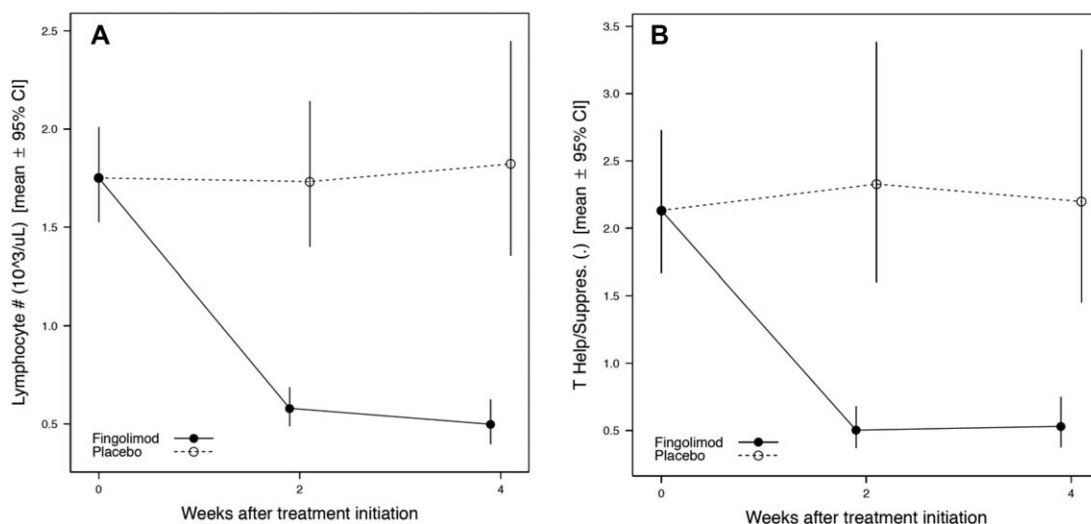 A
Lymphocyte # (10^3/uL) [mean ± 95% CI]
2.5
2.0
1.5
1.0
0.5
Fingolimod
Placebo
0
2
4
Weeks after treatment initiation
B
T Help/Suppres. (.) [mean ± 95% CI]
3.5
3.0
2.5
2.0
1.5
1.0
0.5
Fingolimod
Placebo
0
2
4
Weeks after treatment initiation